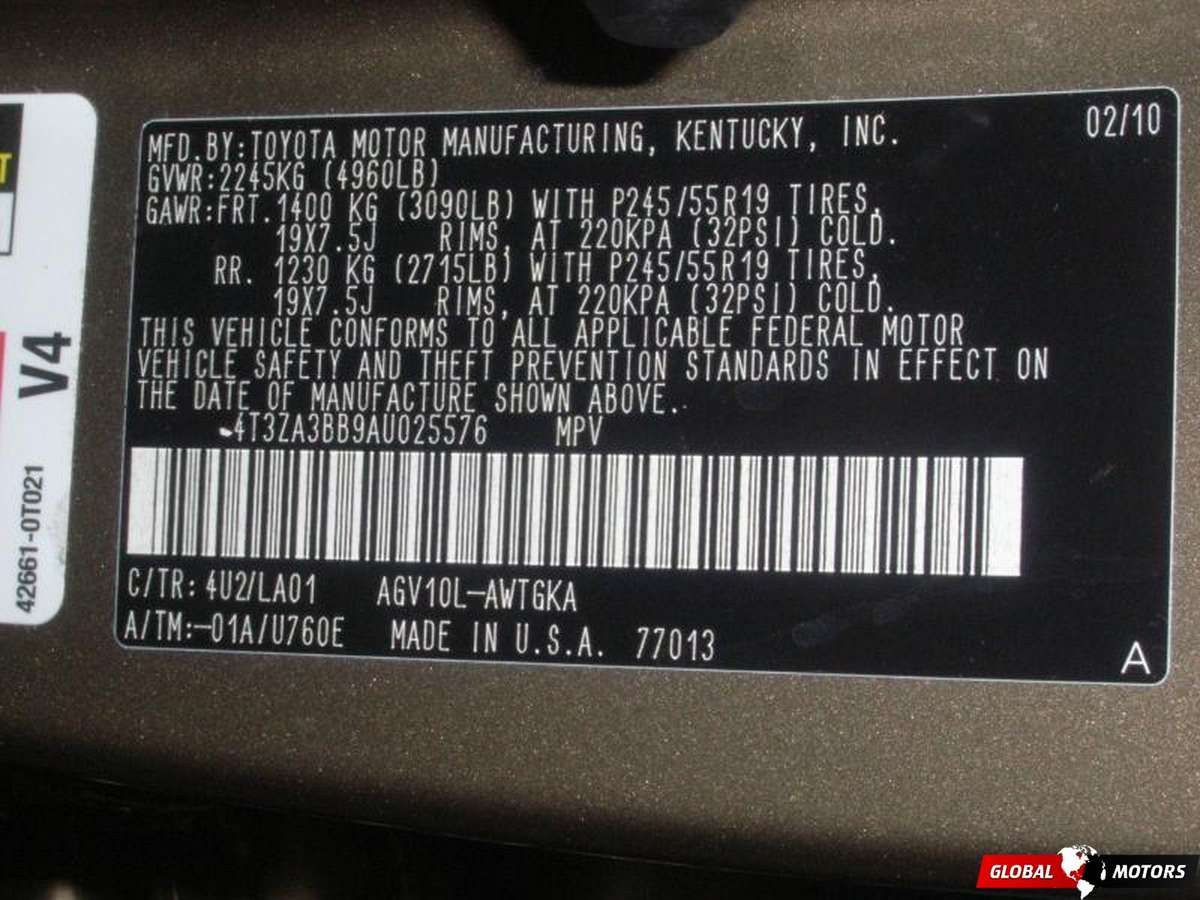 MFD.BY:TOYOTA MOTOR MANUFACTURING, KENTUCKY, INC. 02/10
GVWR:2245KG (4960LB)
GAWR:FRT.1400 KG (3090LB) WITH P245/55R19 TIRES,
19X7.5J RIMS, AT 220KPA (32PSI) COLD.
RR. 1230 KG (2715LB) WITH P245/55R19 TIRES,
19X7.5J RIMS, AT 220KPA (32PSI) COLD.
THIS VEHICLE CONFORMS TO ALL APPLICABLE FEDERAL MOTOR
VEHICLE SAFETY AND THEFT PREVENTION STANDARDS IN EFFECT ON
THE DATE OF MANUFACTURE SHOWN ABOVE.
4T3ZA3BB9AU025576 MPV
C/TR: 4U2/LA01 AGV10L-AWTGKA
A/TM:-01A/U760E MADE IN U.S.A. 77013
A
T
V4
42661-0T021
GLOBAL MOTORS